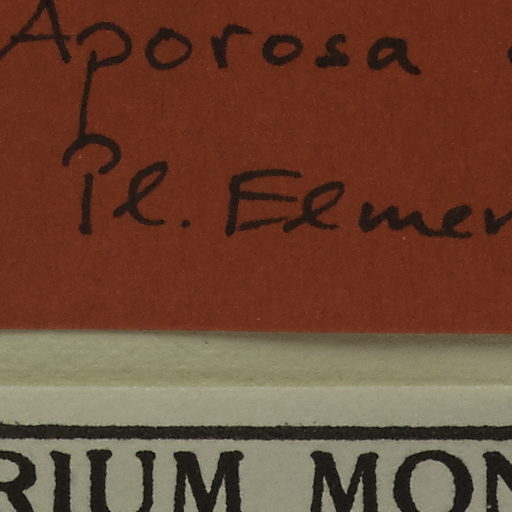 Aporosa
Pl. Elmer
RIUM MON